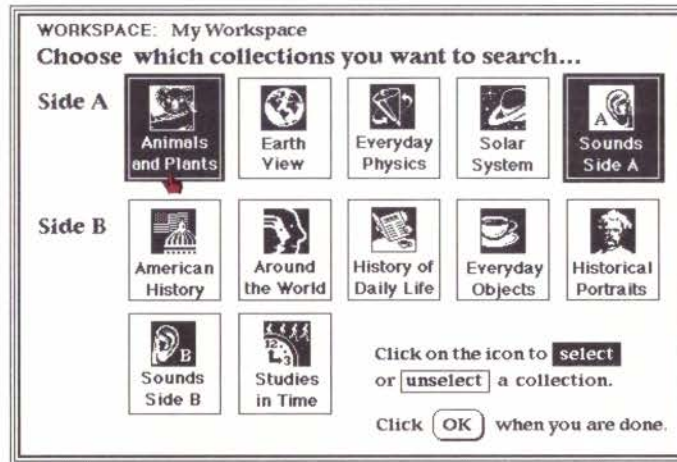 WORKSPACE: My Workspace
Choose which collections you want to search...
Side A
Animals
and Plants
Earth
View
Everyday
Physics
Solar
System
A
Sounds
Side A
Side B
American
History
Around
the World
History of
Daily Life
Everyday
Objects
Historical
Portraits
B
Sounds
Side B
12
3
Studies
in Time
Click on the icon to select
or unselect a collection.
Click OK when you are done.